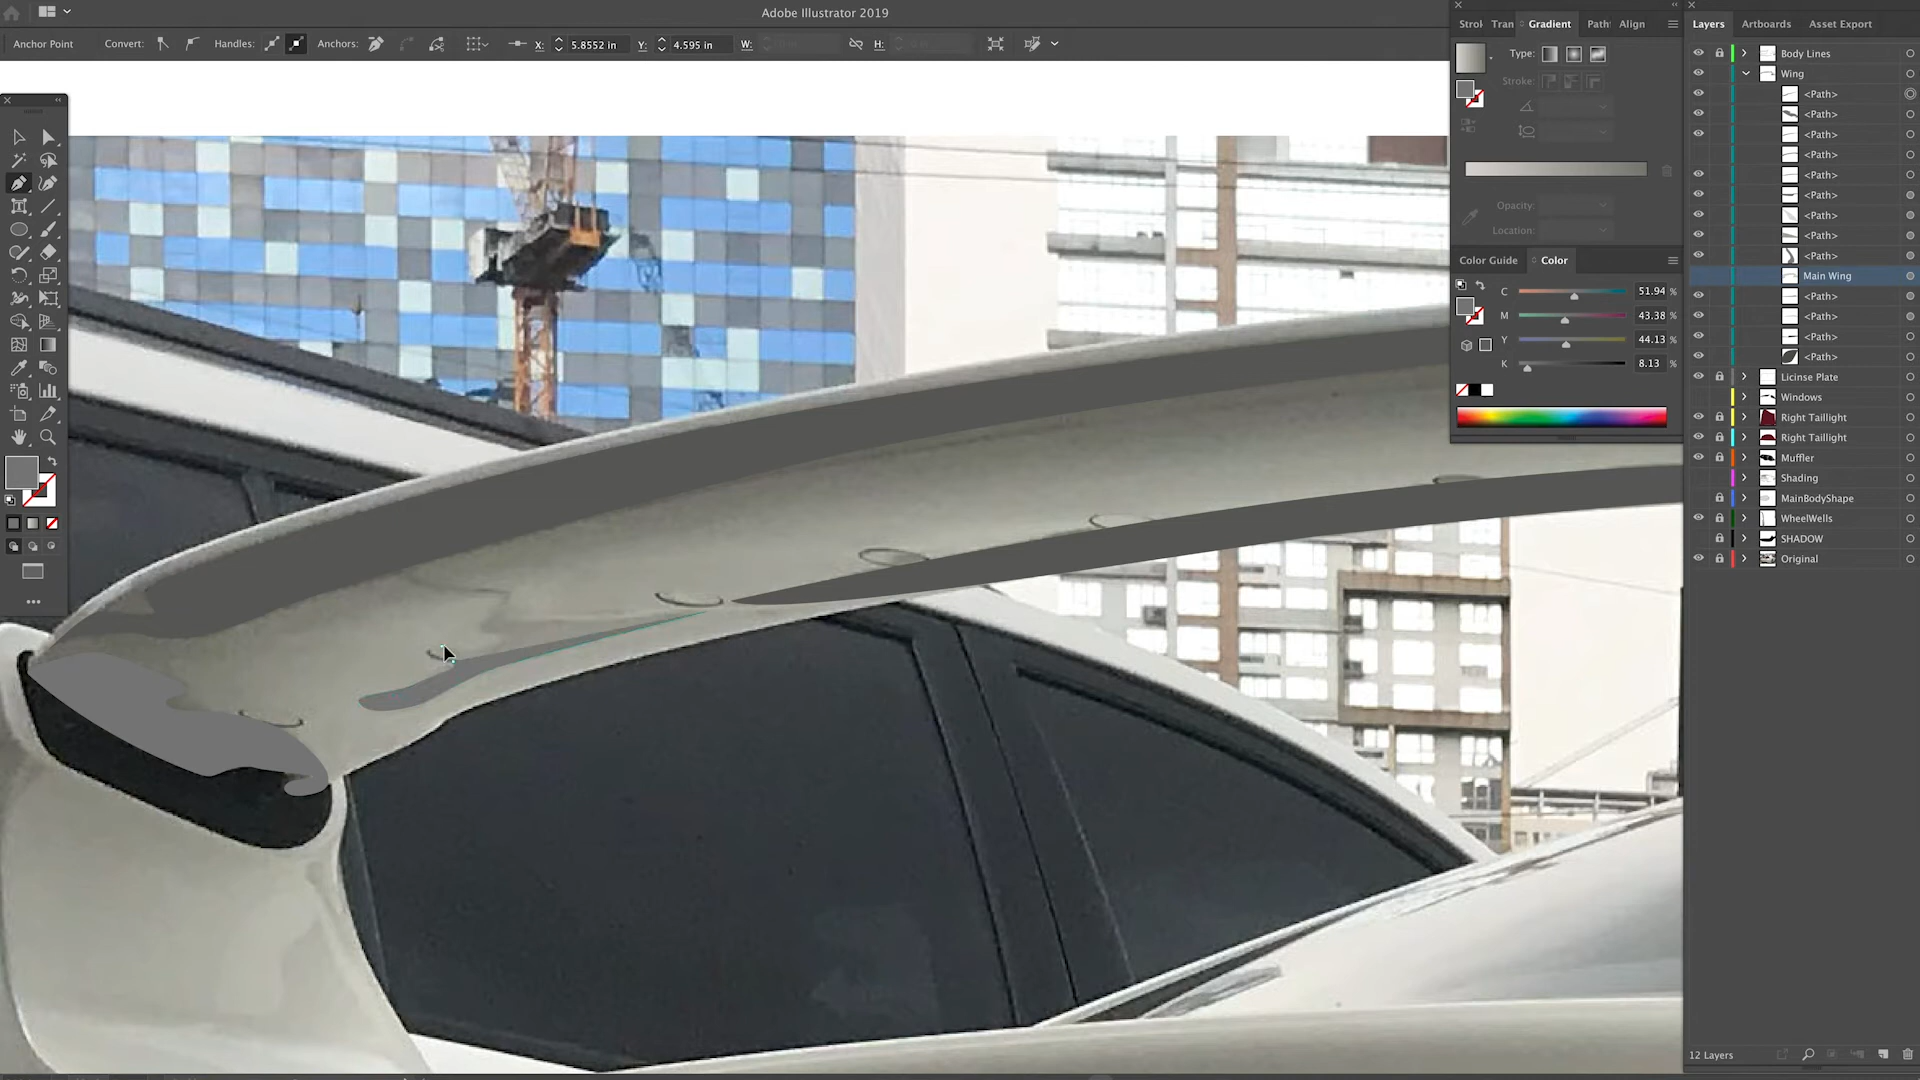 Adobe Illustrator 2019
Anchor Point
Convert:
Handles:
Anchors:
X:
5.8552 in
Y:
4.595 in
W:
H:
Strol
Tran
Gradient
Path
Align
Type:
Stroke:
Opacity:
Location:
Color Guide
Color
C
51.94
%
M
43.38
%
Y
44.13
%
K
8.13
%
Layers
Artboards
Asset Export
Body Lines
Wing
<Path>
<Path>
<Path>
<Path>
<Path>
<Path>
<Path>
<Path>
<Path>
Main Wing
<Path>
<Path>
<Path>
<Path>
Licinse Plate
Windows
Right Taillight
Right Taillight
Muffler
Shading
MainBodyShape
WheelWells
SHADOW
Original
12 Layers